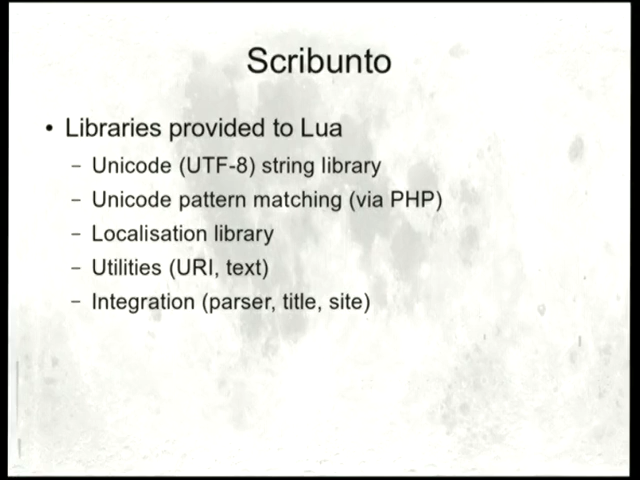 Scribunto
• Libraries provided to Lua
– Unicode (UTF-8) string library
– Unicode pattern matching (via PHP)
– Localisation library
– Utilities (URI, text)
– Integration (parser, title, site)